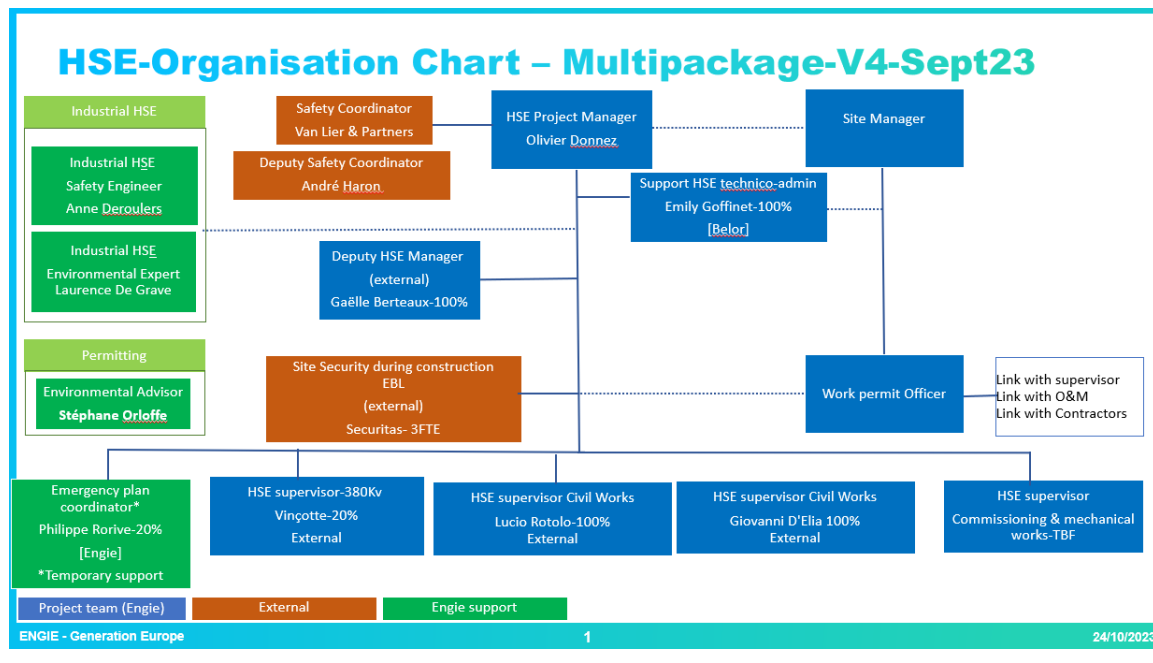 HSE-Organisation Chart – Multipackage-V4-Sept23
Industrial HSE
Industrial HSE
Safety Engineer
Anne Deroulers
Industrial HSE
Environmental Expert
Laurence De Grave
Permitting
Environmental Advisor
Stéphane Orloffe
Safety Coordinator
Van Lier & Partners
Deputy Safety Coordinator
André Haron
HSE Project Manager
Olivier Donnez
Site Manager
Support HSE technico-admin
Emily Goffinet-100%
[Belor]
Deputy HSE Manager
(external)
Gaëlle Berteaux-100%
Site Security during construction
EBL
(external)
Securitas- 3FTE
Work permit Officer
Link with supervisor
Link with O&M
Link with Contractors
Emergency plan
coordinator*
Philippe Rorive-20%
[Engie]
*Temporary support
HSE supervisor-380Kv
Vinçotte-20%
External
HSE supervisor Civil Works
Lucio Rotolo-100%
External
HSE supervisor Civil Works
Giovanni D'Elia 100%
External
HSE supervisor
Commissioning & mechanical
works-TBF
Project team (Engie)
External
Engie support
ENGIE - Generation Europe
1
24/10/2023